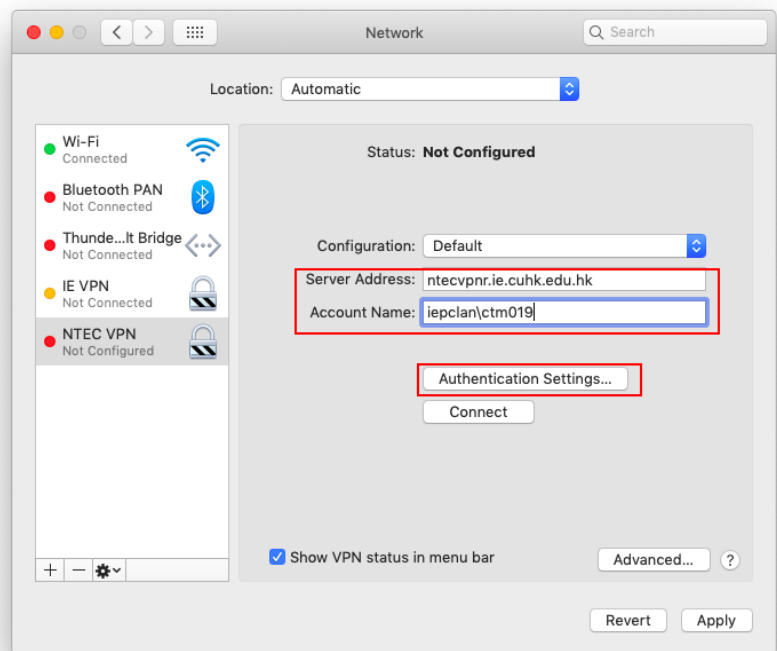 Network
Search
Location: Automatic
Wi-Fi
Connected
Bluetooth PAN
Not Connected
Thunde...lt Bridge
Not Connected
IE VPN
Not Connected
NTEC VPN
Not Configured
Status: Not Configured
Configuration: Default
Server Address: ntecvpnr.ie.cuhk.edu.hk
Account Name: iepclan\ctm019
Authentication Settings...
Connect
Show VPN status in menu bar
Advanced... ?
Revert Apply